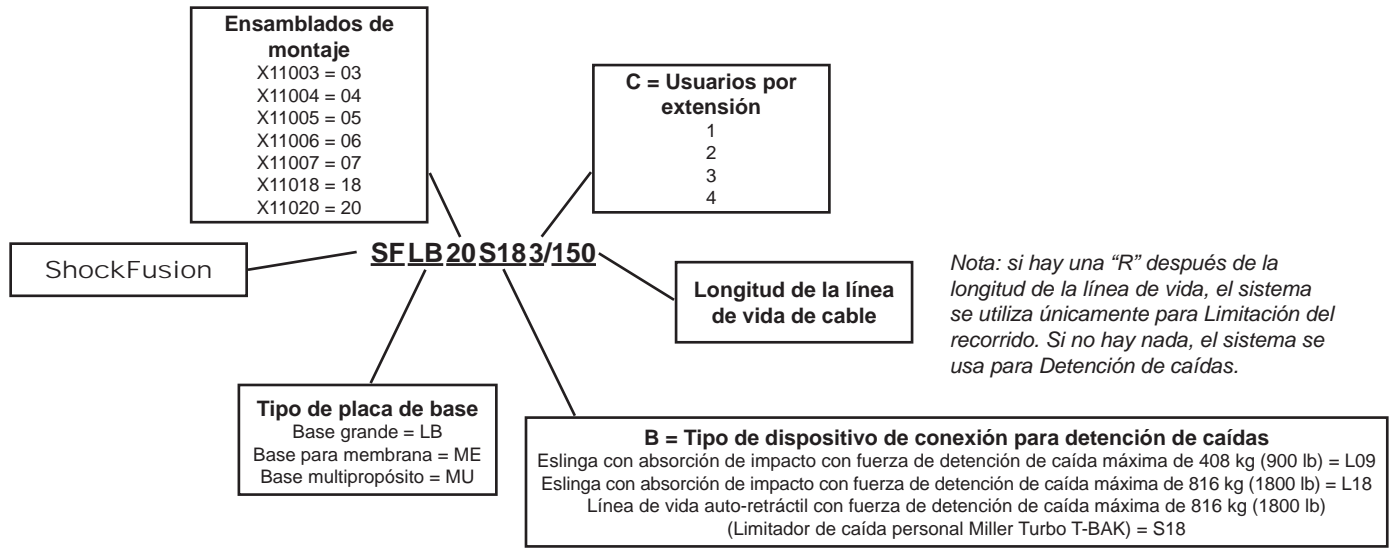 Ensamblados de
montaje
X11003 = 03
X11004 = 04
X11005 = 05
X11006 = 06
X11007 = 07
X11018 = 18
X11020 = 20
C = Usuarios por
extensión
1
2
3
4
ShockFusion
SFLB20S183/150
Longitud de la línea
de vida de cable
Nota: si hay una “R” después de la
longitud de la línea de vida, el sistema
se utiliza únicamente para Limitación del
recorrido. Si no hay nada, el sistema se
usa para Detención de caídas.
Tipo de placa de base
Base grande = LB
Base para membrana = ME
Base multipropósito = MU
B = Tipo de dispositivo de conexión para detención de caídas
Eslinga con absorción de impacto con fuerza de detención de caída máxima de 408 kg (900 lb) = L09
Eslinga con absorción de impacto con fuerza de detención de caída máxima de 816 kg (1800 lb) = L18
Línea de vida auto-retráctil con fuerza de detención de caída máxima de 816 kg (1800 lb)
(Limitador de caída personal Miller Turbo T-BAK) = S18